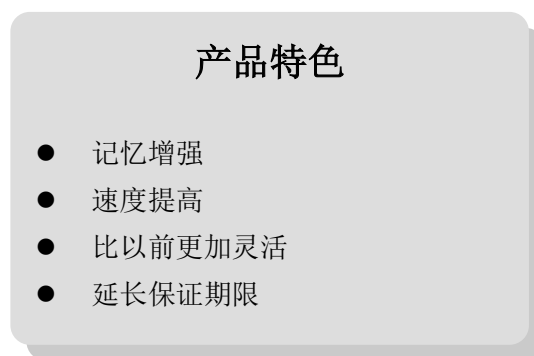 产品特色
● 记忆增强
● 速度提高
● 比以前更加灵活
● 延长保证期限